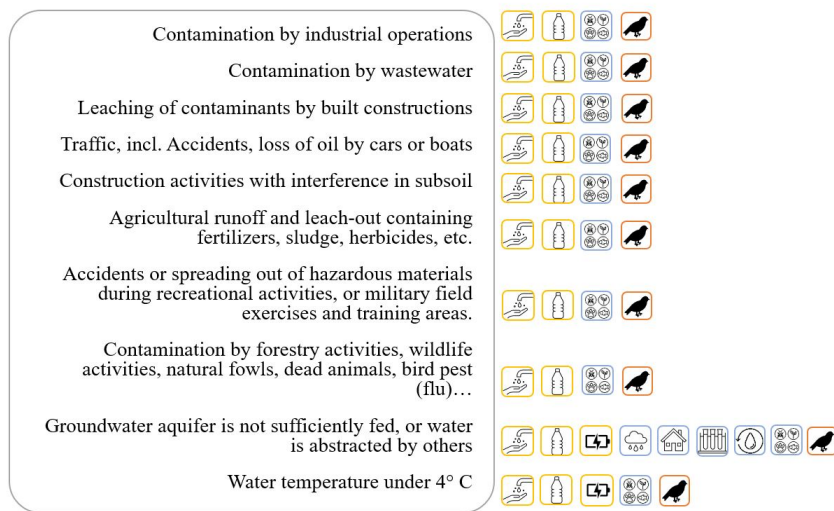 Contamination by industrial operations
Contamination by wastewater
Leaching of contaminants by built constructions
Traffic, incl. Accidents, loss of oil by cars or boats
Construction activities with interference in subsoil
Agricultural runoff and leach-out containing
fertilizers, sludge, herbicides, etc.
Accidents or spreading out of hazardous materials
during recreational activities, or military field
exercises and training areas.
Contamination by forestry activities, wildlife
activities, natural fowls, dead animals, bird pest
(flu)…
Groundwater aquifer is not sufficiently fed, or water
is abstracted by others
Water temperature under 4° C